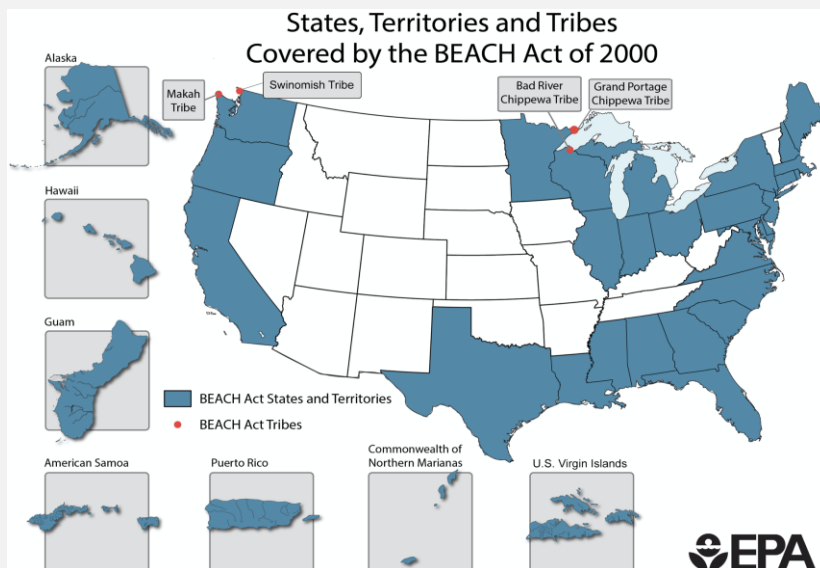 States, Territories and Tribes
Covered by the BEACH Act of 2000
Alaska
Makah
Tribe
Swinomish Tribe
Bad River
Chippewa Tribe
Grand Portage
Chippewa Tribe
Hawaii
Guam
BEACH Act States and Territories
BEACH Act Tribes
American Samoa
Puerto Rico
Commonwealth of
Northern Marianas
U.S. Virgin Islands
EPA